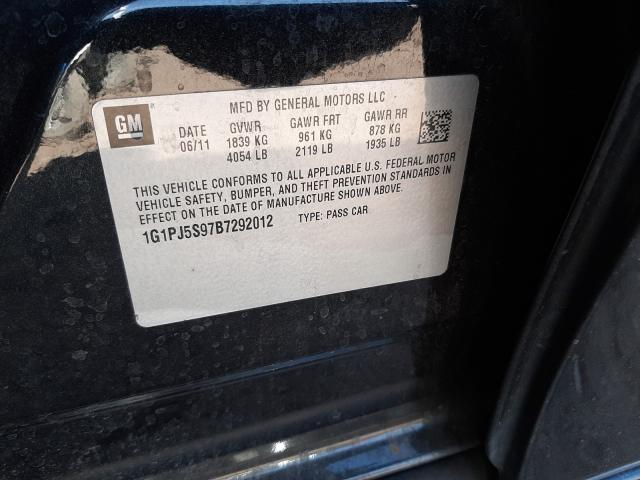 GM
MFD BY GENERAL MOTORS LLC
DATE GVWR GAWR FRT GAWR RR
06/11 1839 KG 961 KG 878 KG
4054 LB 2119 LB 1935 LB
THIS VEHICLE CONFORMS TO ALL APPLICABLE U.S. FEDERAL MOTOR
VEHICLE SAFETY, BUMPER, AND THEFT PREVENTION STANDARDS IN
EFFECT ON THE DATE OF MANUFACTURE SHOWN ABOVE.
1G1PJ5S97B7292012 TYPE: PASS CAR